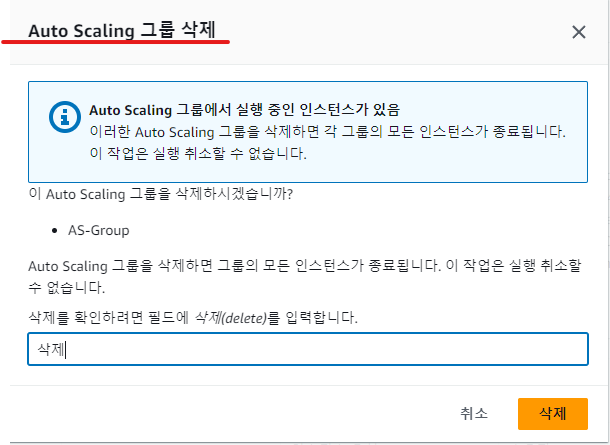 Auto Scaling 그룹 삭제
Auto Scaling 그룹에서 실행 중인 인스턴스가 있음
이러한 Auto Scaling 그룹을 삭제하면 각 그룹의 모든 인스턴스가 종료됩니다.
이 작업은 실행 취소할 수 없습니다.
이 Auto Scaling 그룹을 삭제하시겠습니까?
• AS-Group
Auto Scaling 그룹을 삭제하면 그룹의 모든 인스턴스가 종료됩니다. 이 작업은 실행 취소할
수 없습니다.
삭제를 확인하려면 필드에 삭제(delete)를 입력합니다.
삭제
취소 삭제